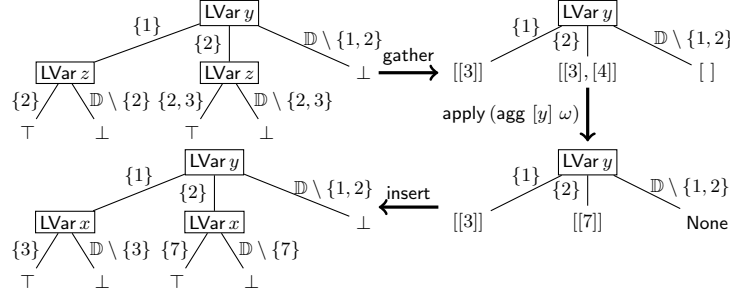 LVar y LVar y
{1} {2} 𝔻 \ {1, 2} {1} {2} 𝔻 \ {1, 2}
gather
LVar z LVar z ⊥ [[3]] [[3], [4]] [ ]
{2} 𝔻 \ {2} {2, 3} 𝔻 \ {2, 3}
apply (agg [y] ω)
⊤ ⊥ ⊤ ⊥
LVar y LVar y
{1} {2} 𝔻 \ {1, 2} {1} {2} 𝔻 \ {1, 2}
insert
LVar x LVar x ⊥ [[3]] [[7]] None
{3} 𝔻 \ {3} {7} 𝔻 \ {7}
⊤ ⊥ ⊤ ⊥